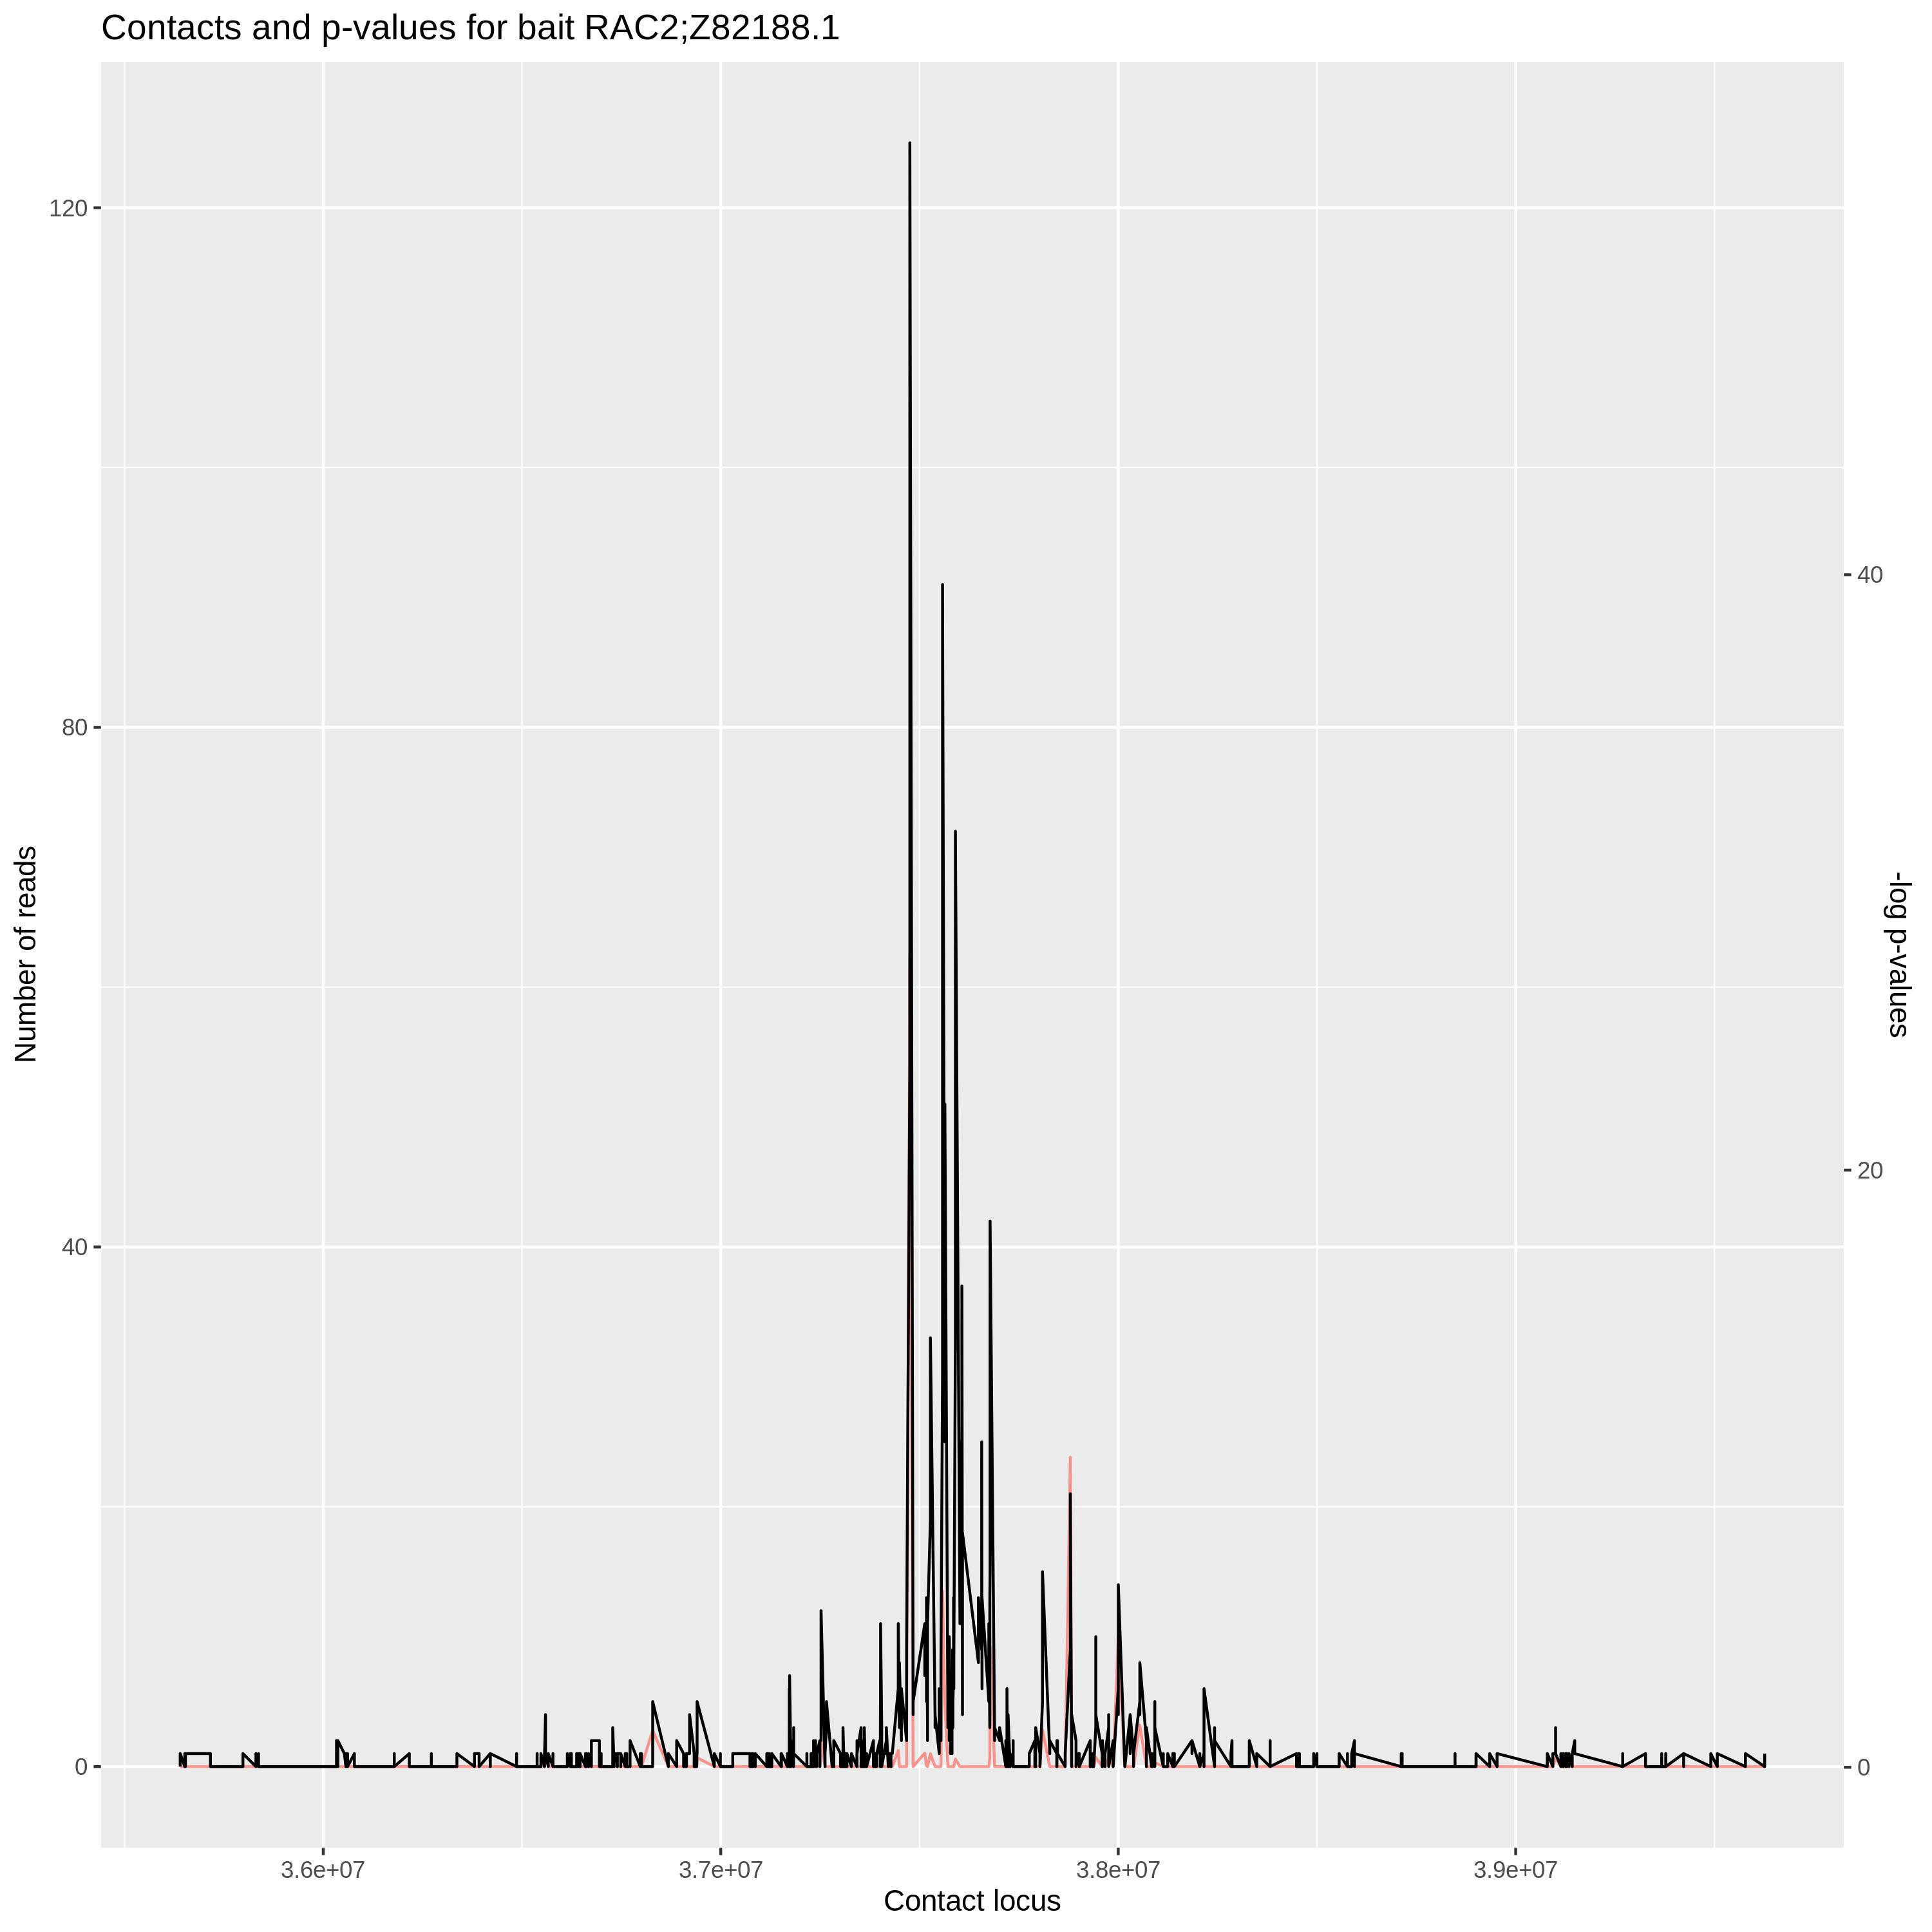 Contacts and p-values for bait RAC2;Z82188.1
120
80
40
0
Number of reads
40
20
0
-log p-values
3.6e+07
3.7e+07
3.8e+07
3.9e+07
Contact locus